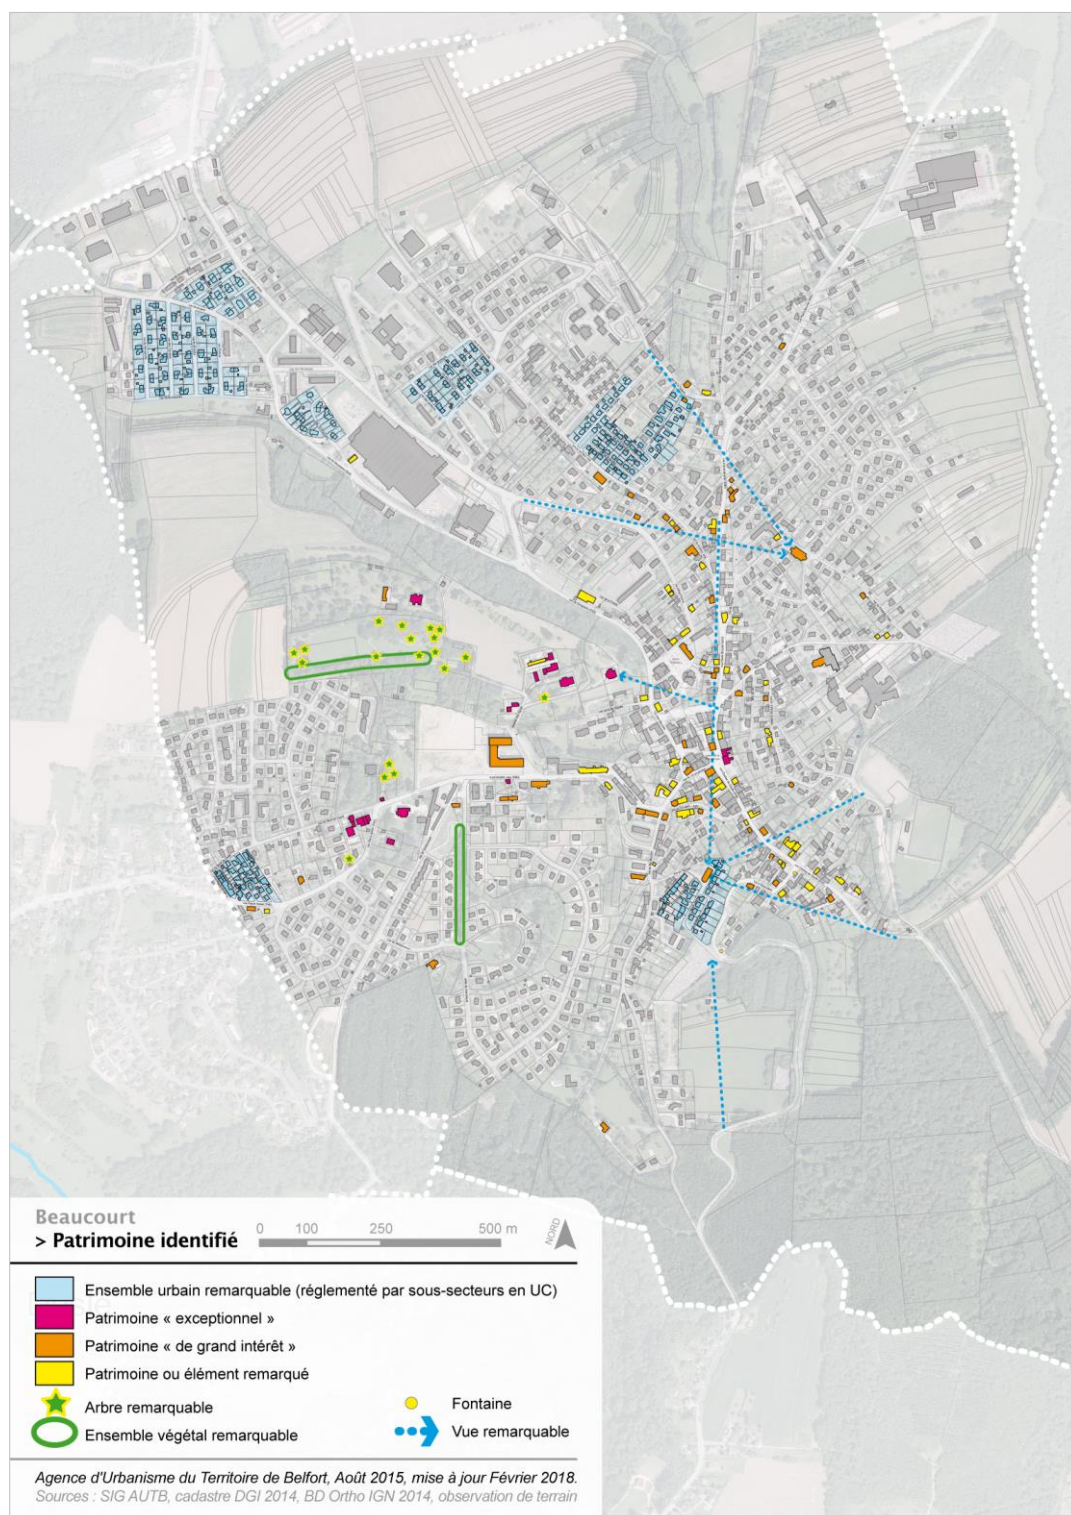 Beaucourt
> Patrimoine identifié
0 100 250 500 m
NORD
Ensemble urbain remarquable (réglementé par sous-secteurs en UC)
Patrimoine « exceptionnel »
Patrimoine « de grand intérêt »
Patrimoine ou élément remarqué
Arbre remarquable
Fontaine
Ensemble végétal remarquable
Vue remarquable
Agence d'Urbanisme du Territoire de Belfort, Août 2015, mise à jour Février 2018.
Sources : SIG AUTB, cadastre DGI 2014, BD Ortho IGN 2014, observation de terrain